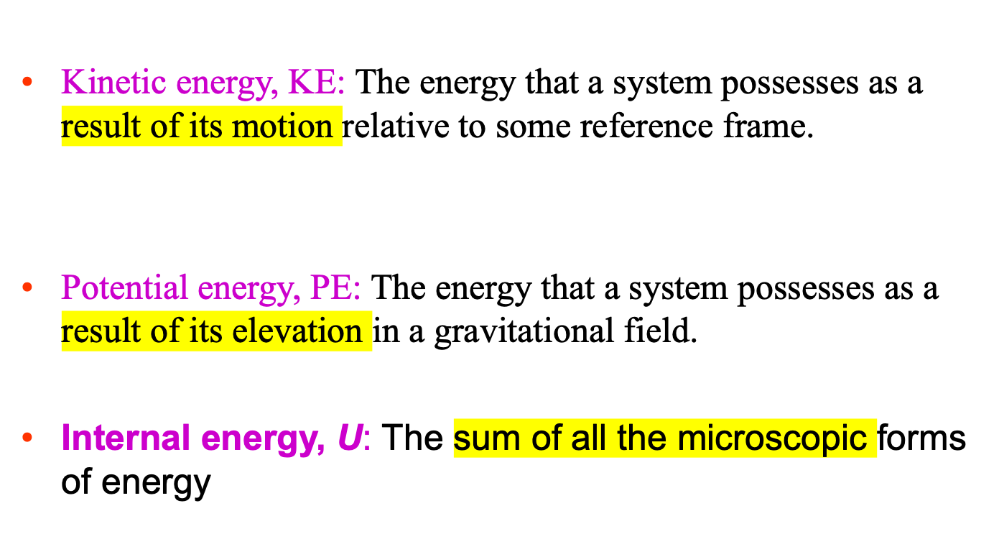 • Kinetic energy, KE: The energy that a system possesses as a
result of its motion relative to some reference frame.
• Potential energy, PE: The energy that a system possesses as a
result of its elevation in a gravitational field.
• Internal energy, U: The sum of all the microscopic forms
of energy